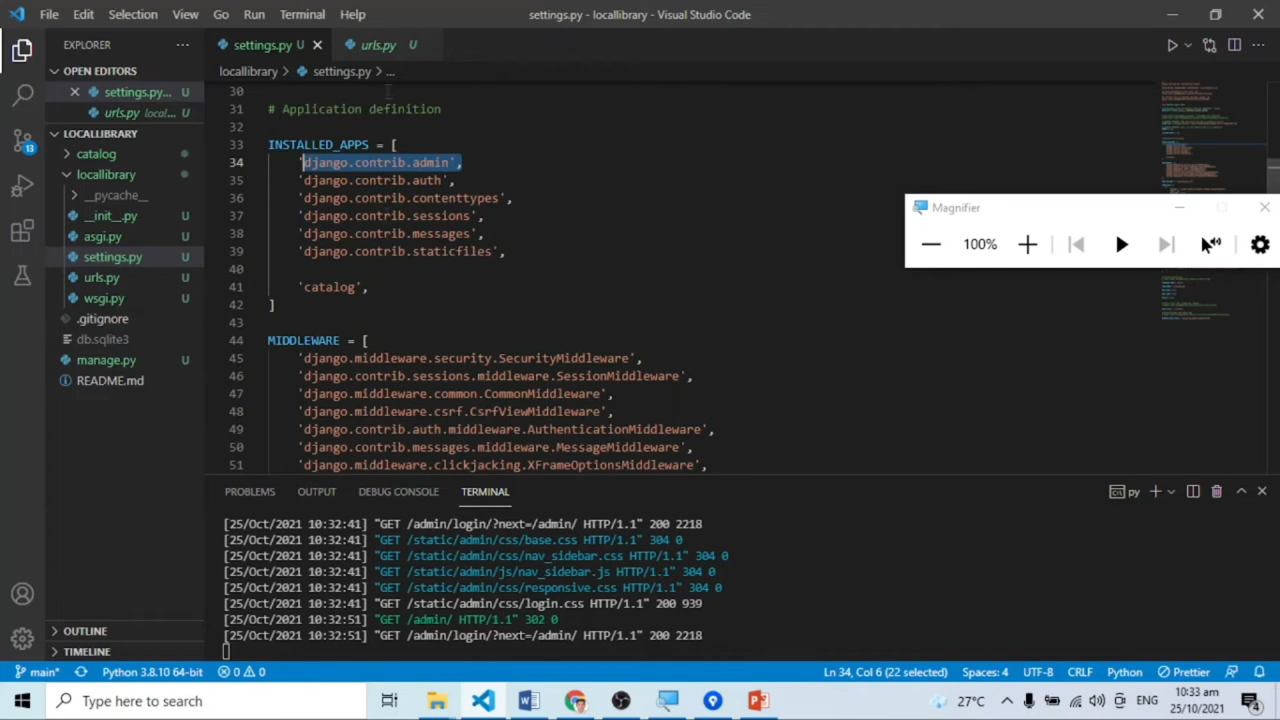 File Edit Selection View Go Run Terminal Help settings.py - locallibrary - Visual Studio Code
EXPLORER
OPEN EDITORS
settings.py... U
urls.py local... U
LOCALLIBRARY
catalog
locallibrary
__pycache__
__init__.py U
asgi.py U
settings.py U
urls.py U
wsgi.py U
.gitignore
db.sqlite3
manage.py U
README.md
OUTLINE
TIMELINE
13
settings.py U
urls.py U
locallibrary > settings.py > ...
30
31 # Application definition
32
33 INSTALLED_APPS = [
34 'django.contrib.admin',
35 'django.contrib.auth',
36 'django.contrib.contenttypes',
37 'django.contrib.sessions',
38 'django.contrib.messages',
39 'django.contrib.staticfiles',
40
41 'catalog',
42 ]
43
44 MIDDLEWARE = [
45 'django.middleware.security.SecurityMiddleware',
46 'django.contrib.sessions.middleware.SessionMiddleware',
47 'django.middleware.common.CommonMiddleware',
48 'django.middleware.csrf.CsrfViewMiddleware',
49 'django.contrib.auth.middleware.AuthenticationMiddleware',
50 'django.contrib.messages.middleware.MessageMiddleware',
51 'django.middleware.clickjacking.XFrameOptionsMiddleware',
Magnifier
100%
PROBLEMS OUTPUT DEBUG CONSOLE TERMINAL
py
[25/Oct/2021 10:32:41] "GET /admin/login/?next=/admin/ HTTP/1.1" 200 2218
[25/Oct/2021 10:32:41] "GET /static/admin/css/base.css HTTP/1.1" 304 0
[25/Oct/2021 10:32:41] "GET /static/admin/css/nav_sidebar.css HTTP/1.1" 304 0
[25/Oct/2021 10:32:41] "GET /static/admin/js/nav_sidebar.js HTTP/1.1" 304 0
[25/Oct/2021 10:32:41] "GET /static/admin/css/responsive.css HTTP/1.1" 304 0
[25/Oct/2021 10:32:41] "GET /static/admin/css/login.css HTTP/1.1" 200 939
[25/Oct/2021 10:32:51] "GET /admin/ HTTP/1.1" 302 0
[25/Oct/2021 10:32:51] "GET /admin/login/?next=/admin/ HTTP/1.1" 200 2218
main* Python 3.8.10 64-bit 0 0 Ln 34, Col 6 (22 selected) Spaces: 4 UTF-8 CRLF Python Prettier
Type here to search 27°C ENG 10:33 am
25/10/2021 4